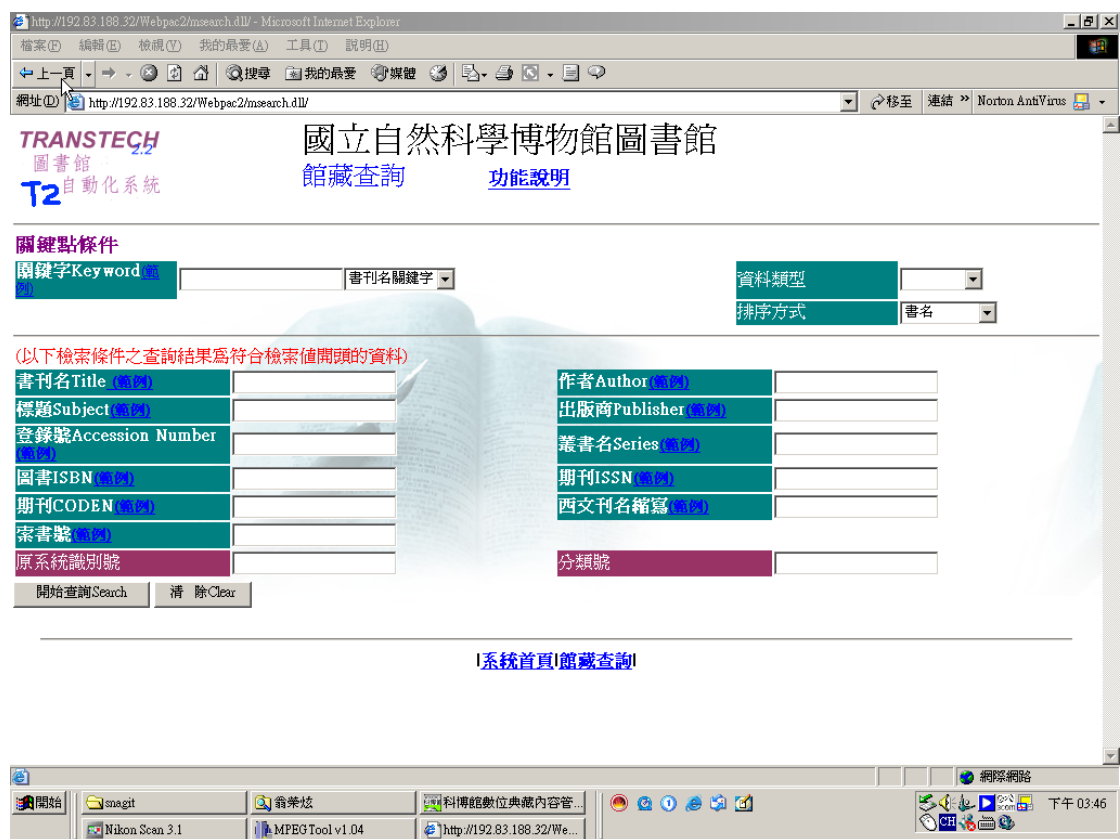 http://192.83.188.32/Webpac2/msearch.dll/ - Microsoft Internet Explorer
檔案(F) 編輯(E) 檢視(V) 我的最愛(A) 工具(T) 說明(H)
上一頁 搜尋 我的最愛 媒體
網址(D) http://192.83.188.32/Webpac2/msearch.dll/ 移至 連結 » Norton AntiVirus
TRANSTECH 2.2
圖書館
T2自動化系統
國立自然科學博物館圖書館
館藏查詢 功能說明
關鍵點條件
關鍵字Keyword(範例) 書刊名關鍵字 資料類型
排序方式 書名
(以下檢索條件之查詢結果為符合檢索值開頭的資料)
書刊名Title (範例) 作者Author(範例)
標題Subject(範例) 出版商Publisher(範例)
登錄號Accession Number (範例) 叢書名Series(範例)
圖書ISBN(範例) 期刊ISSN(範例)
期刊CODEN(範例) 西文刊名縮寫(範例)
索書號(範例)
原系統識別號 分類號
開始查詢Search 清 除Clear
|系統首頁|館藏查詢|
網際網路
開始 snagit 翁榮炫 科博館數位典藏內容管... 下午 03:46
Nikon Scan 3.1 MPEG Tool v1.04 http://192.83.188.32/We... CH